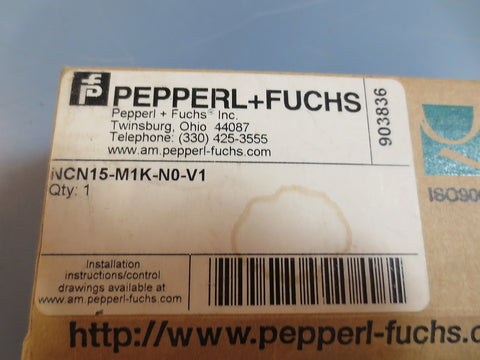 PEPPERL+FUCHS
Pepperl + Fuchs® Inc.
Twinsburg, Ohio 44087
Telephone: (330) 425-3555
www.am.pepperl-fuchs.com
903836
NCN15-M1K-N0-V1
Qty: 1
Installation
instructions/control
drawings available at
www.am.pepperl-fuchs.com
ISO900
http://www.pepperl-fuchs.c